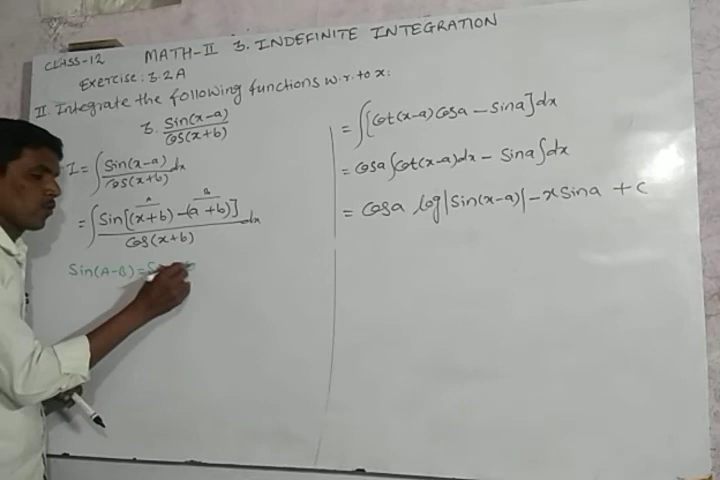 CLASS-12 MATH-II 3. INDEFINITE INTEGRATION
Exercise: 3.2A
II. Integrate the following functions w.r. to x:
3. Sin(x-a)/Cos(x+b)
I = ∫ Sin(x-a)/Cos(x+b) dx
A B
= ∫ Sin[(x+b) - (a+b)]/Cos(x+b) dx
Sin(A-B) =
= ∫[Cot(x-a) Cosa - Sina] dx
= Cosa ∫Cot(x-a) dx - Sina ∫dx
= Cosa log|Sin(x-a)| - x Sina + C